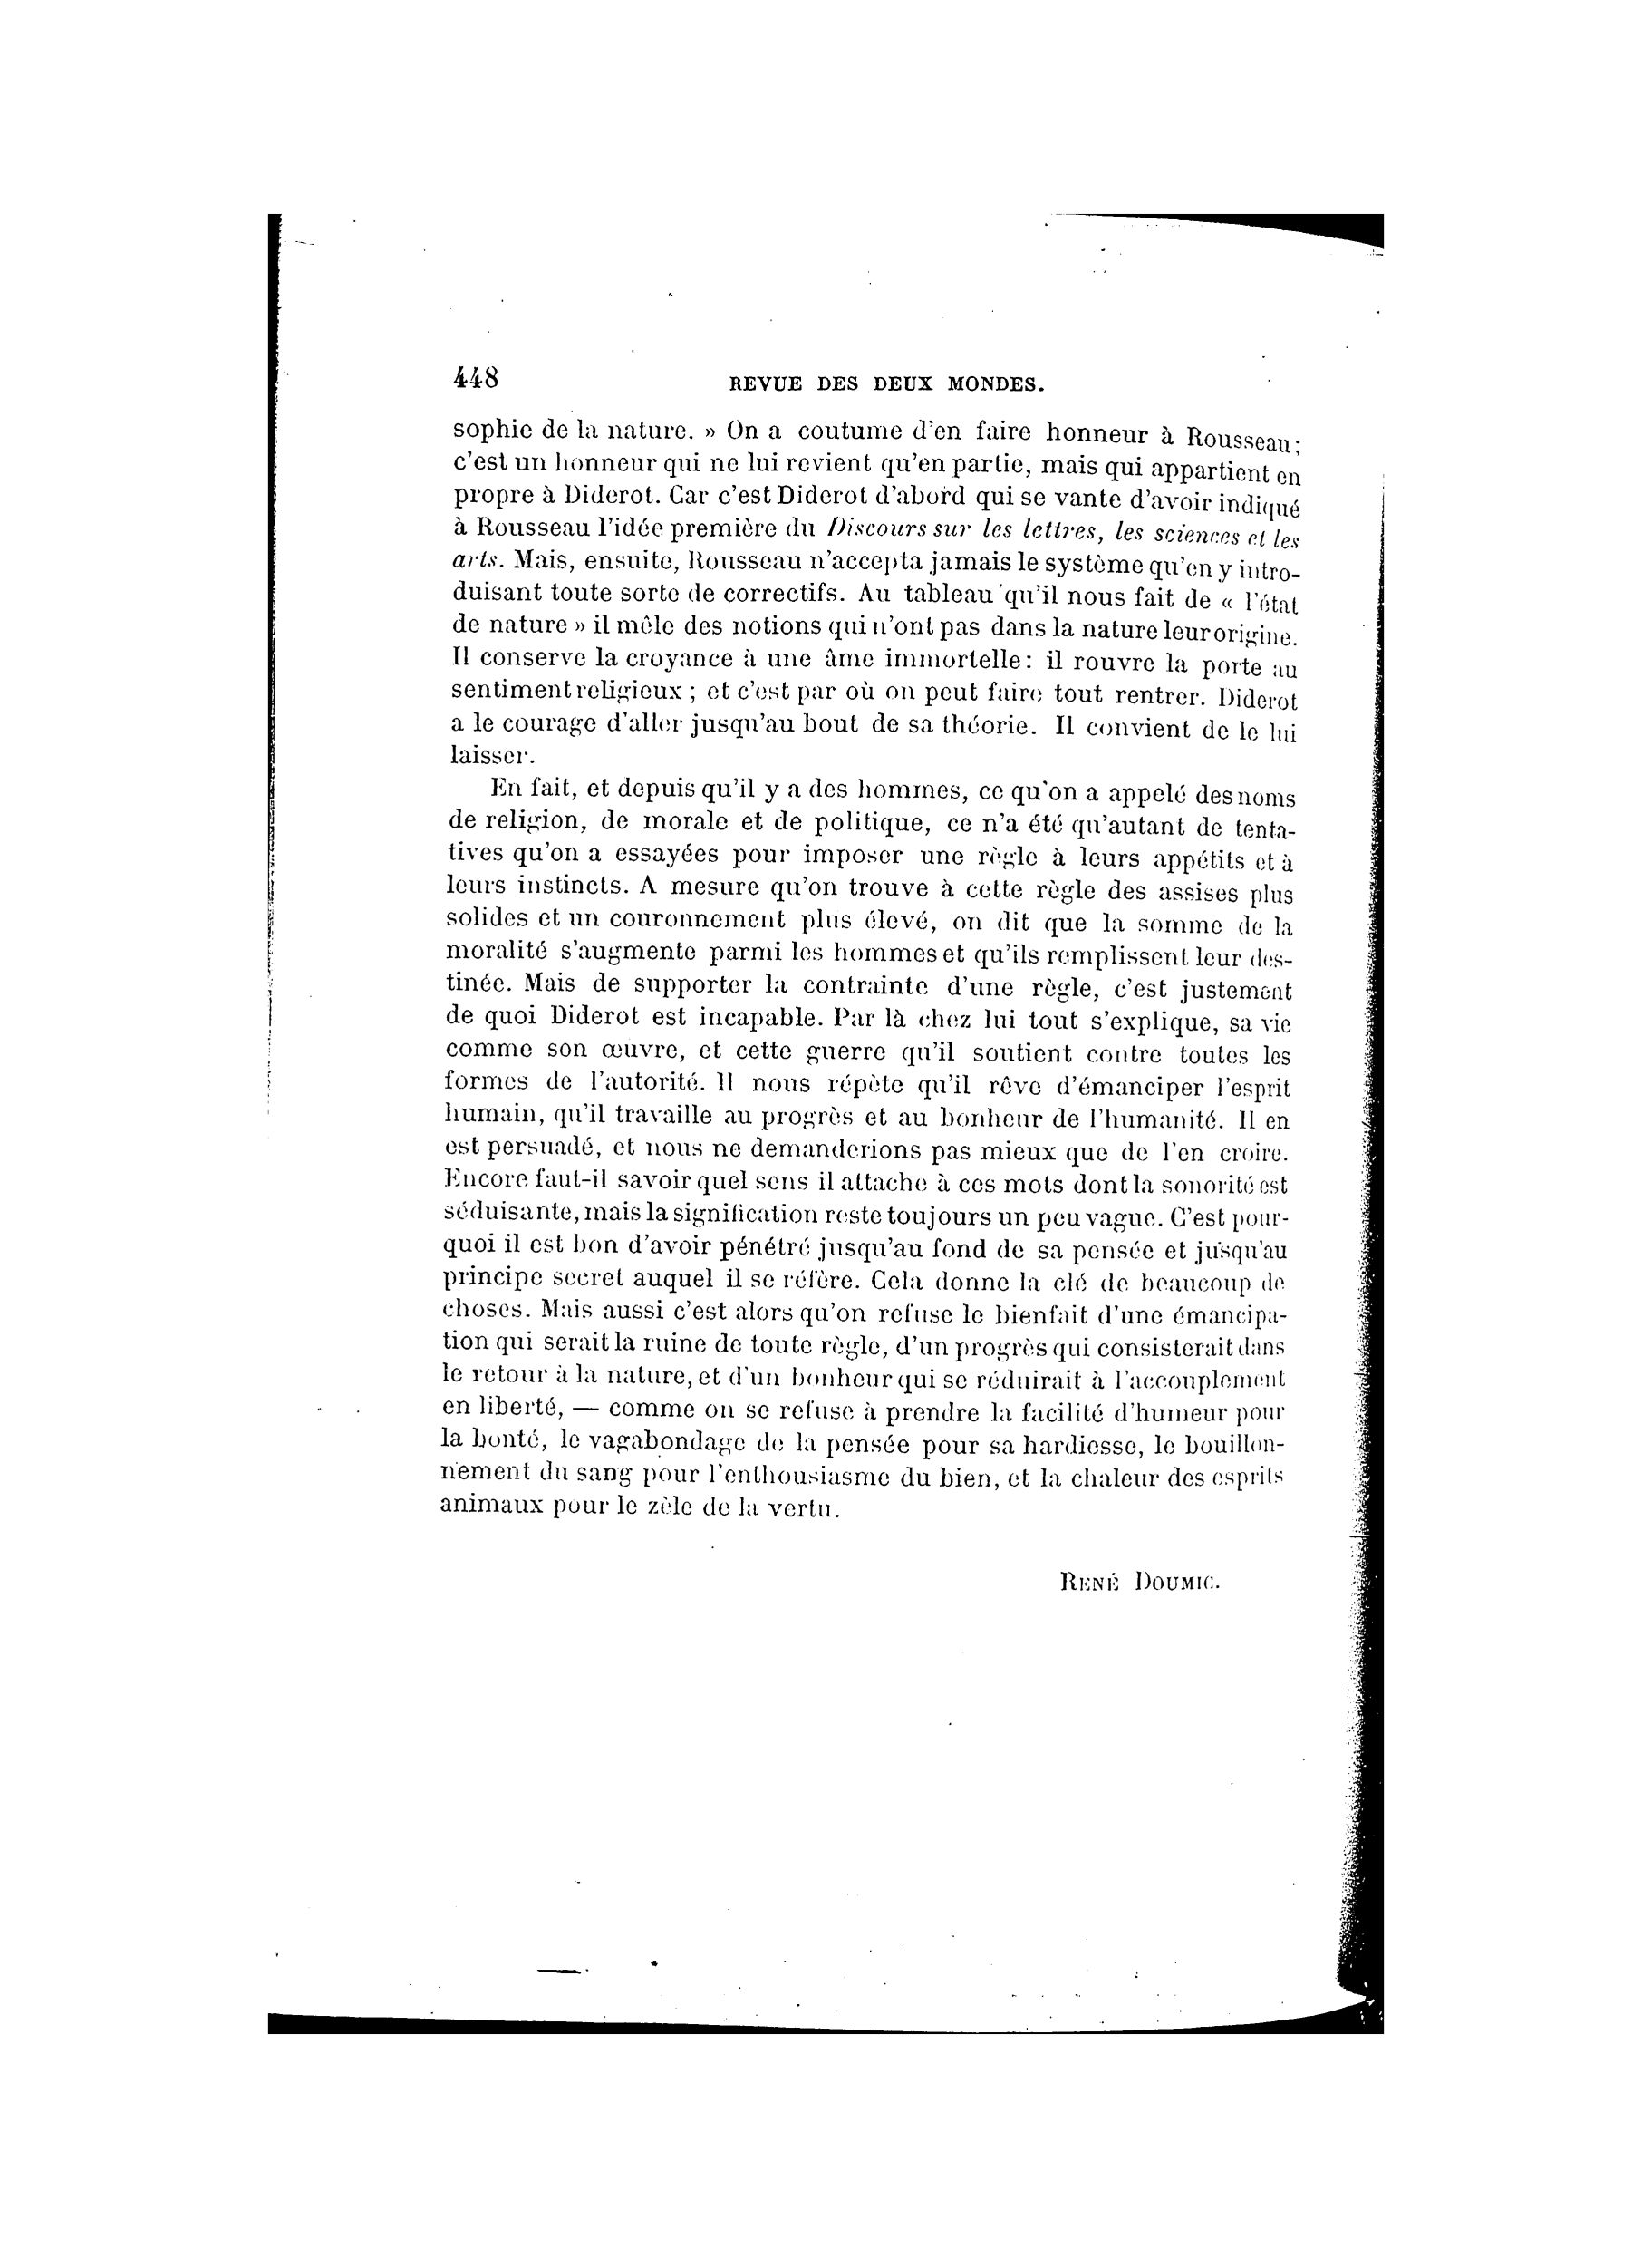 448
REVUE DES DEUX MONDES.
sophie de la nature. » On a coutume d'en faire honneur à Rousseau;
c'est un honneur qui ne lui revient qu'en partie, mais qui appartient en
propre à Diderot. Car c'est Diderot d'abord qui se vante d'avoir indiqué
à Rousseau l'idée première du Discours sur les lettres, les sciences et les
arts. Mais, ensuite, Rousseau n'accepta jamais le système qu'en y intro-
duisant toute sorte de correctifs. Au tableau qu'il nous fait de « l'état
de nature » il mêle des notions qui n'ont pas dans la nature leur origine.
Il conserve la croyance à une âme immortelle: il rouvre la porte au
sentiment religieux; et c'est par où on peut faire tout rentrer. Diderot
a le courage d'aller jusqu'au bout de sa théorie. Il convient de le lui
laisser.
En fait, et depuis qu'il y a des hommes, ce qu'on a appelé des noms
de religion, de morale et de politique, ce n'a été qu'autant de tenta-
tives qu'on a essayées pour imposer une règle à leurs appétits et à
leurs instincts. A mesure qu'on trouve à cette règle des assises plus
solides et un couronnement plus élevé, on dit que la somme de la
moralité s'augmente parmi les hommes et qu'ils remplissent leur des-
tinée. Mais de supporter la contrainte d'une règle, c'est justement
de quoi Diderot est incapable. Par là chez lui tout s'explique, sa vie
comme son œuvre, et cette guerre qu'il soutient contre toutes les
formes de l'autorité. Il nous répète qu'il rêve d'émanciper l'esprit
humain, qu'il travaille au progrès et au bonheur de l'humanité. Il en
est persuadé, et nous ne demanderions pas mieux que de l'en croire.
Encore faut-il savoir quel sens il attache à ces mots dont la sonorité est
séduisante, mais la signification reste toujours un peu vague. C'est pour-
quoi il est bon d'avoir pénétré jusqu'au fond de sa pensée et jusqu'au
principe secret auquel il se réfère. Cela donne la clé de beaucoup de
choses. Mais aussi c'est alors qu'on refuse le bienfait d'une émancipa-
tion qui serait la ruine de toute règle, d'un progrès qui consisterait dans
le retour à la nature, et d'un bonheur qui se réduirait à l'accouplement
en liberté, — comme on se refuse à prendre la facilité d'humeur pour
la bonté, le vagabondage de la pensée pour sa hardiesse, le bouillon-
nement du sang pour l'enthousiasme du bien, et la chaleur des esprits
animaux pour le zèle de la vertu.
RENÉ DOUMIC.